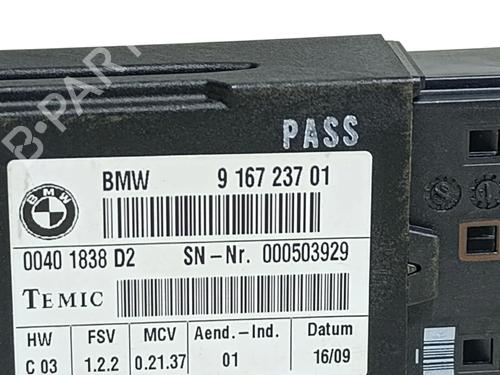 PASS
BMW 9 167 237 01
BMW
0040 1838 D2 SN-Nr. 000503929
TEMIC
HW FSV MCV Aend.-Ind. Datum
C 03 1.2.2 0.21.37 01 16/09
B-PARTS